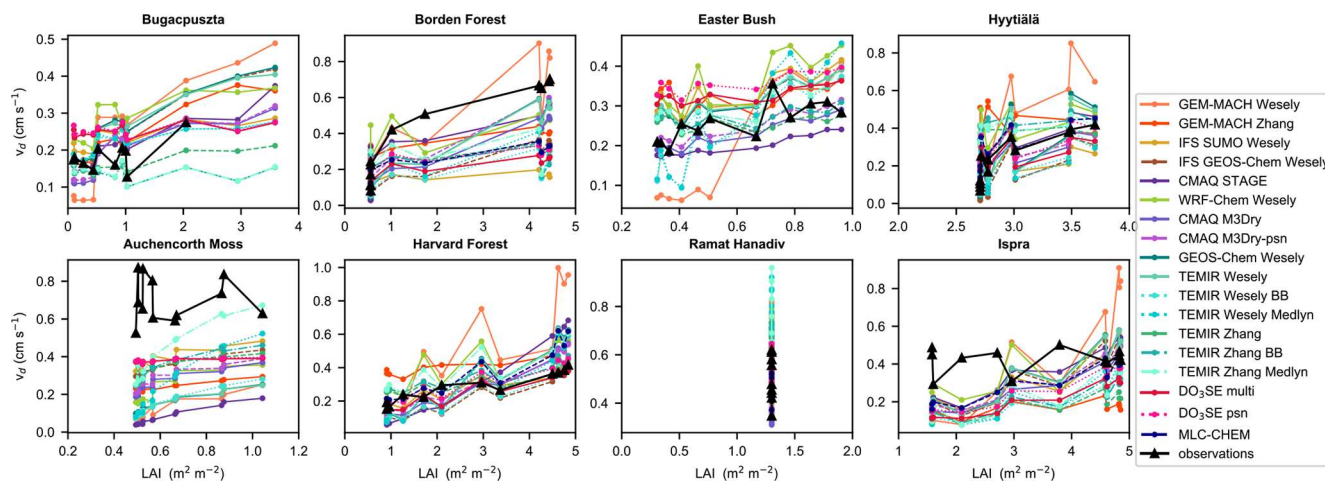 Bugacpuszta
Borden Forest
Easter Bush
Hyytiälä
v_d (cm s⁻¹)
0.5
0.4
0.3
0.2
0.1
0 1 2 3 4
0.8
0.6
0.4
0.2
0.0
0 1 2 3 4 5
0.4
0.3
0.2
0.1
0.2 0.4 0.6 0.8 1.0
0.8
0.6
0.4
0.2
0.0
2.0 2.5 3.0 3.5 4.0
Auchencorth Moss
Harvard Forest
Ramat Hanadiv
Ispra
v_d (cm s⁻¹)
0.8
0.6
0.4
0.2
0.0
0.2 0.4 0.6 0.8 1.0 1.2
LAI (m² m⁻²)
1.0
0.8
0.6
0.4
0.2
0 1 2 3 4 5
LAI (m² m⁻²)
0.8
0.6
0.4
0.0 0.5 1.0 1.5 2.0
LAI (m² m⁻²)
0.8
0.6
0.4
0.2
1 2 3 4 5
LAI (m² m⁻²)
GEM-MACH Wesely
GEM-MACH Zhang
IFS SUMO Wesely
IFS GEOS-Chem Wesely
CMAQ STAGE
WRF-Chem Wesely
CMAQ M3Dry
CMAQ M3Dry-psn
GEOS-Chem Wesely
TEMIR Wesely
TEMIR Wesely BB
TEMIR Wesely Medlyn
TEMIR Zhang
TEMIR Zhang BB
TEMIR Zhang Medlyn
DO₃SE multi
DO₃SE psn
MLC-CHEM
observations